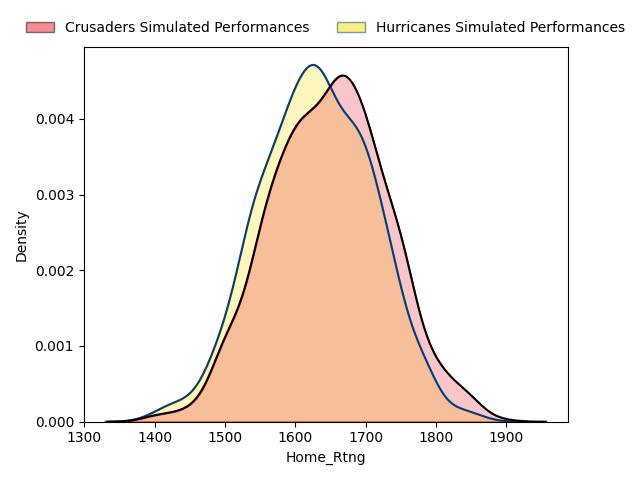 Crusaders Simulated Performances Hurricanes Simulated Performances
0.004
0.003
0.002
0.001
0.000
Density
1300 1400 1500 1600 1700 1800 1900
Home_Rtng